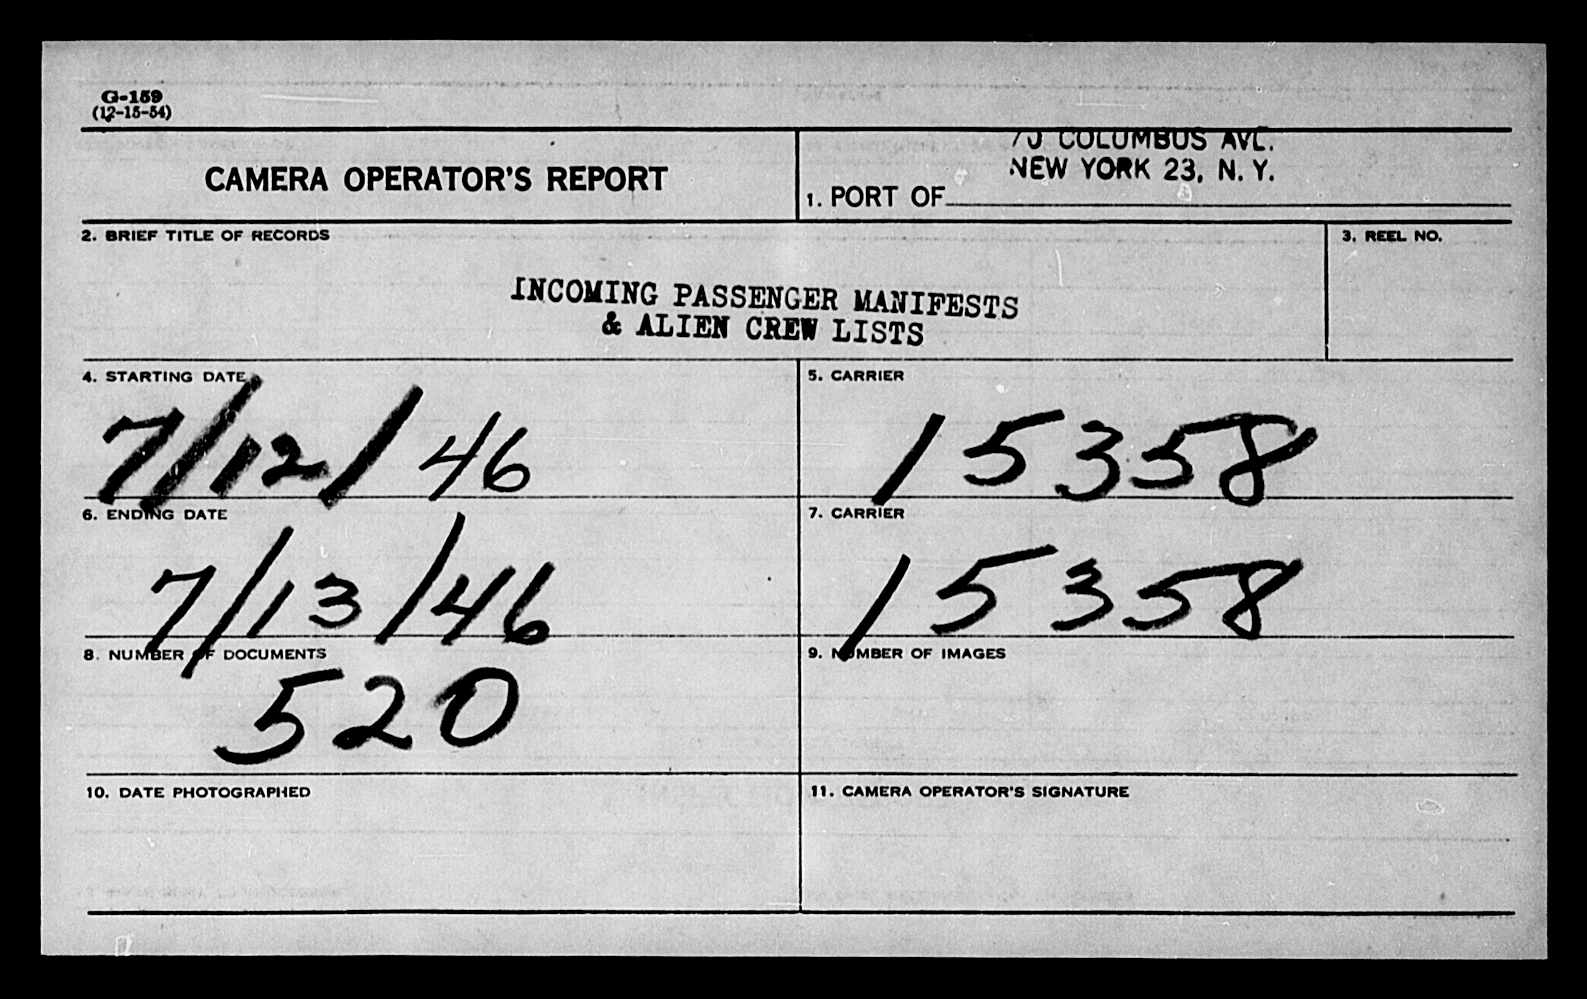 G-159
(12-15-54)
CAMERA OPERATOR'S REPORT
COLUMBUS AVE.
NEW YORK 23, N. Y.
1. PORT OF
2. BRIEF TITLE OF RECORDS
3. REEL NO.
INCOMING PASSENGER MANIFESTS
& ALIEN CREW LISTS
4. STARTING DATE
7/12/46
5. CARRIER
15358
6. ENDING DATE
7/13/46
7. CARRIER
15358
8. NUMBER OF DOCUMENTS
520
9. NUMBER OF IMAGES
10. DATE PHOTOGRAPHED
11. CAMERA OPERATOR'S SIGNATURE